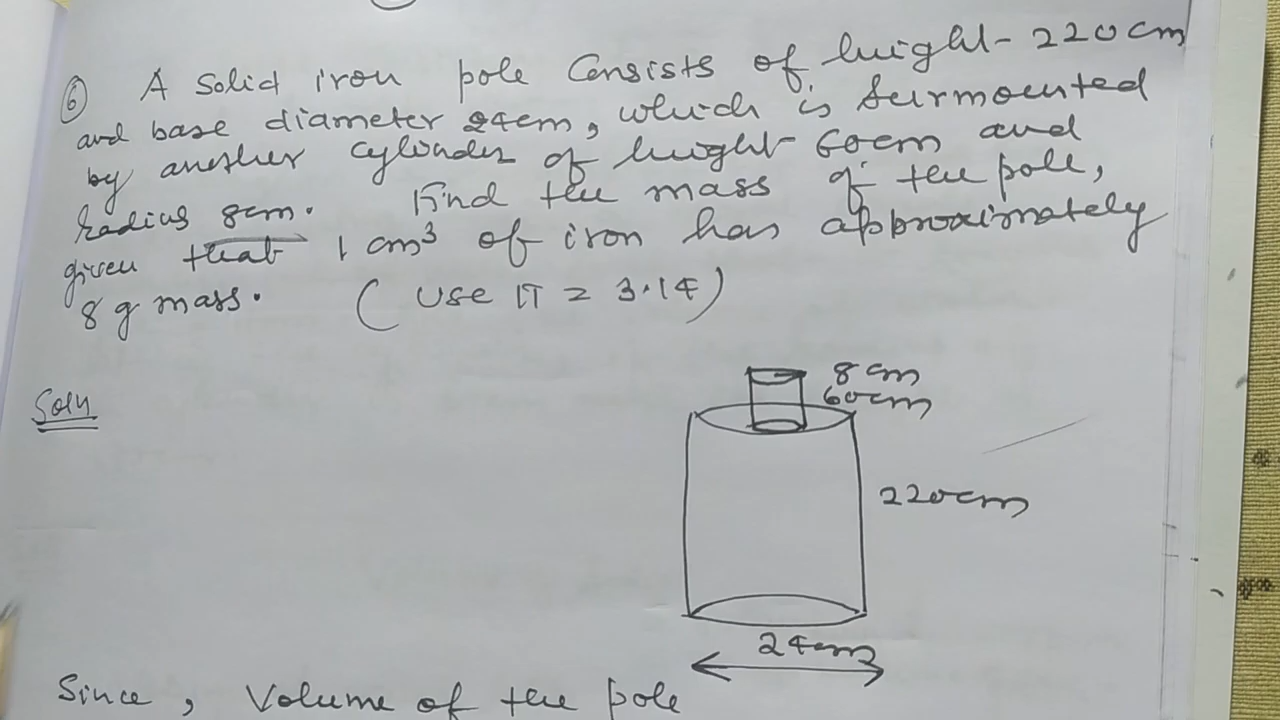 ⑥ A solid iron pole consists of height - 220 cm
and base diameter 24cm, which is surmounted
by another cylinder of height 60cm and
radius 8cm. Find the mass of the pole,
given that 1 cm³ of iron has approximately
8 g mass. (Use π = 3.14)
Soln
8 cm
60cm
220cm
24cm
Since, Volume of the pole